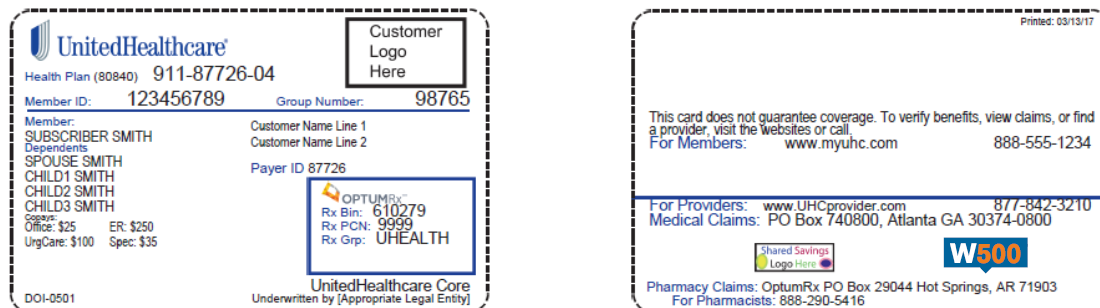 UnitedHealthcare®
Customer
Logo
Here
Health Plan (80840) 911-87726-04
Member ID: 123456789 Group Number: 98765
Member:
SUBSCRIBER SMITH
Dependents
SPOUSE SMITH
CHILD1 SMITH
CHILD2 SMITH
CHILD3 SMITH
Copays:
Office: $25 ER: $250
UrgCare: $100 Spec: $35
Customer Name Line 1
Customer Name Line 2
Payer ID 87726
OPTUMRx™
Rx Bin: 610279
Rx PCN: 9999
Rx Grp: UHEALTH
DOI-0501
UnitedHealthcare Core
Underwritten by [Appropriate Legal Entity]
Printed: 03/13/17
This card does not guarantee coverage. To verify benefits, view claims, or find
a provider, visit the websites or call.
For Members: www.myuhc.com 888-555-1234
For Providers: www.UHCprovider.com 877-842-3210
Medical Claims: PO Box 740800, Atlanta GA 30374-0800
Shared Savings
Logo Here
W500
Pharmacy Claims: OptumRx PO Box 29044 Hot Springs, AR 71903
For Pharmacists: 888-290-5416